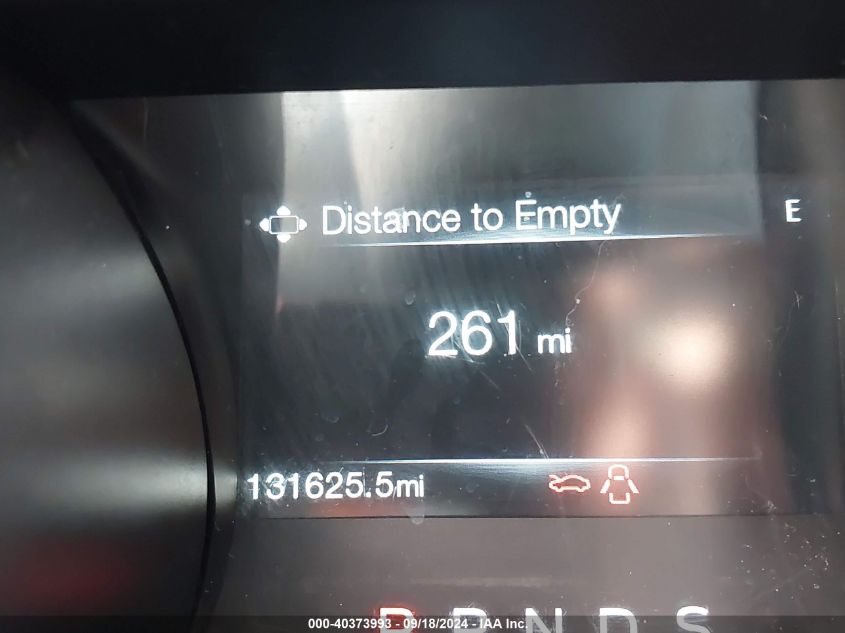 Distance to Empty
E
261 mi
131625.5mi
P R N D S
000-40373993 - 09/18/2024 - IAA Inc.